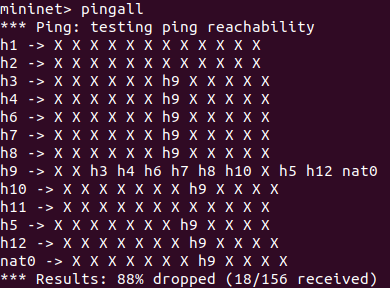 mininet> pingall
*** Ping: testing ping reachability
h1 -> X X X X X X X X X X X X
h2 -> X X X X X X X X X X X X
h3 -> X X X X X X h9 X X X X X
h4 -> X X X X X X h9 X X X X X
h6 -> X X X X X X h9 X X X X X
h7 -> X X X X X X h9 X X X X X
h8 -> X X X X X X h9 X X X X X
h9 -> X X h3 h4 h6 h7 h8 h10 X h5 h12 nat0
h10 -> X X X X X X X h9 X X X X
h11 -> X X X X X X X X X X X X
h5 -> X X X X X X X h9 X X X X
h12 -> X X X X X X X h9 X X X X
nat0 -> X X X X X X X h9 X X X X
*** Results: 88% dropped (18/156 received)